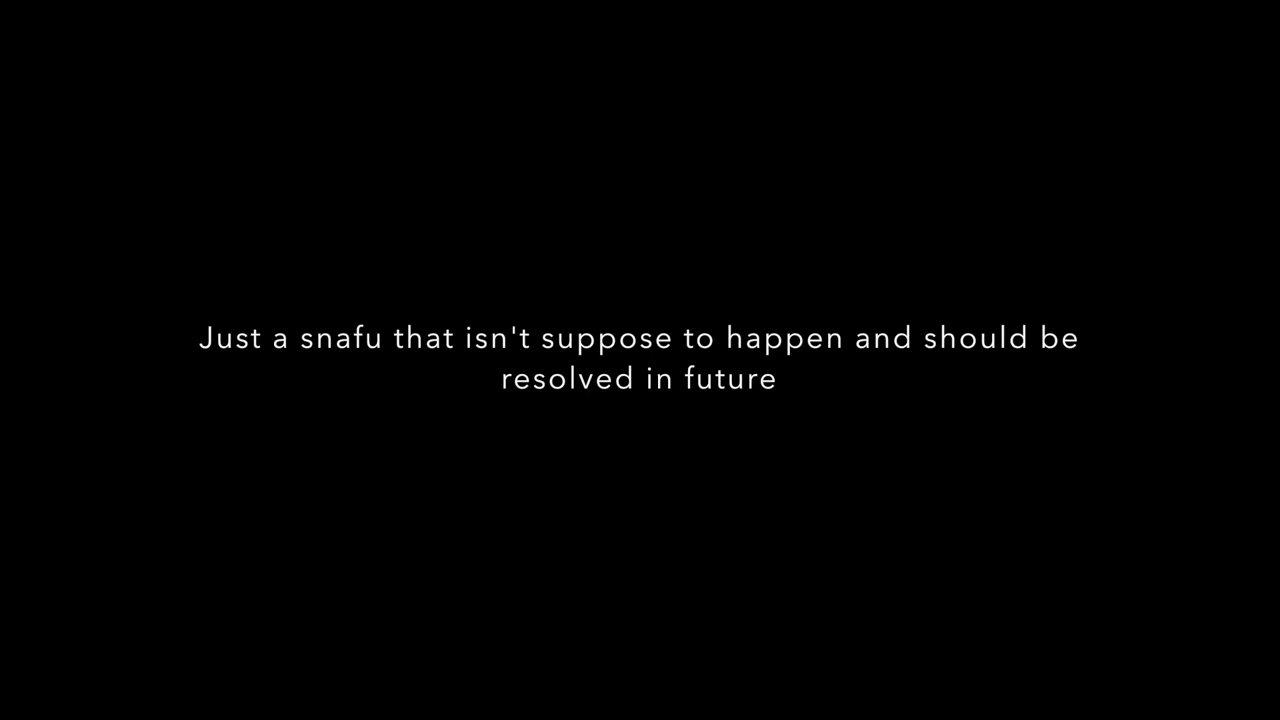 Just a snafu that isn't suppose to happen and should be
resolved in future